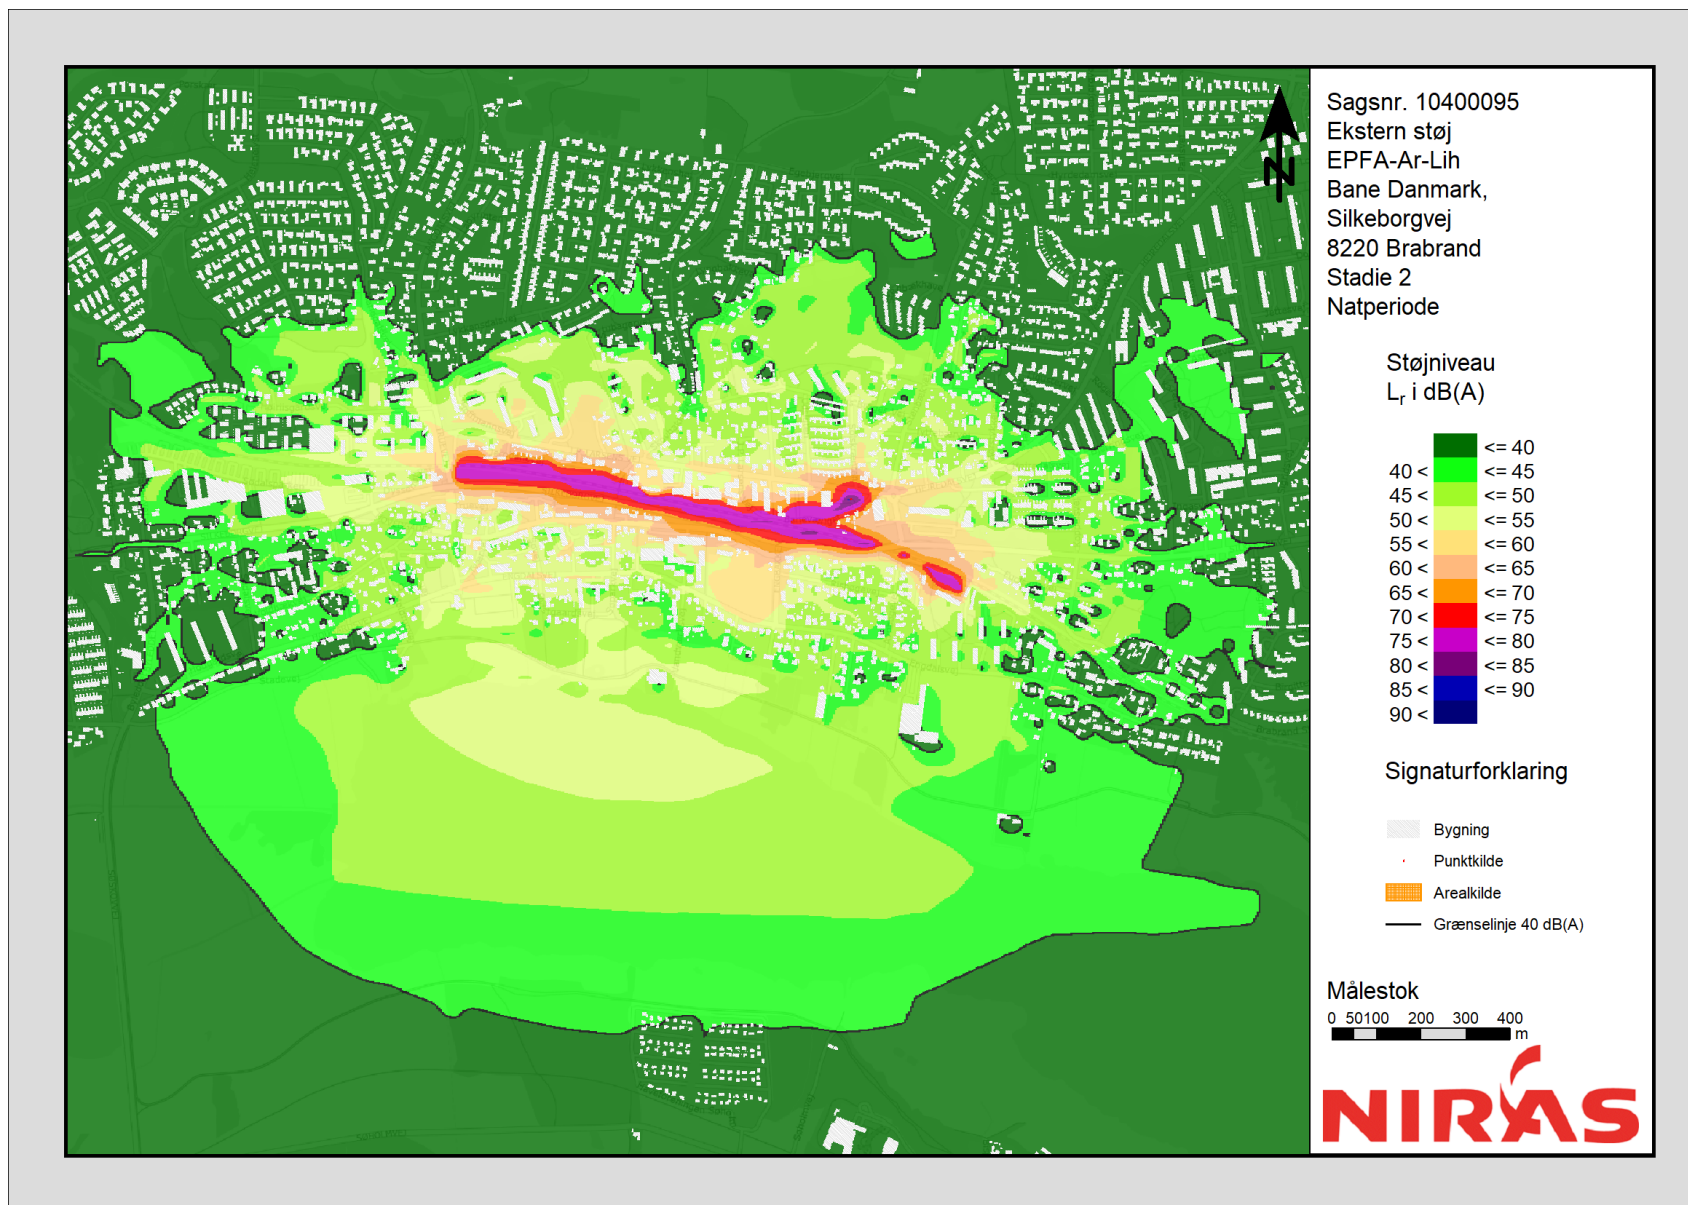 N
Sagsnr. 10400095
Ekstern støj
EPFA-Ar-Lih
Bane Danmark,
Silkeborgvej
8220 Brabrand
Stadie 2
Natperiode
Støjniveau
Lr i dB(A)
<= 40
40 < <= 45
45 < <= 50
50 < <= 55
55 < <= 60
60 < <= 65
65 < <= 70
70 < <= 75
75 < <= 80
80 < <= 85
85 < <= 90
90 <
Signaturforklaring
Bygning
Punktkilde
Arealkilde
Grænselinje 40 dB(A)
Målestok
0 50 100 200 300 400
m
NIRAS